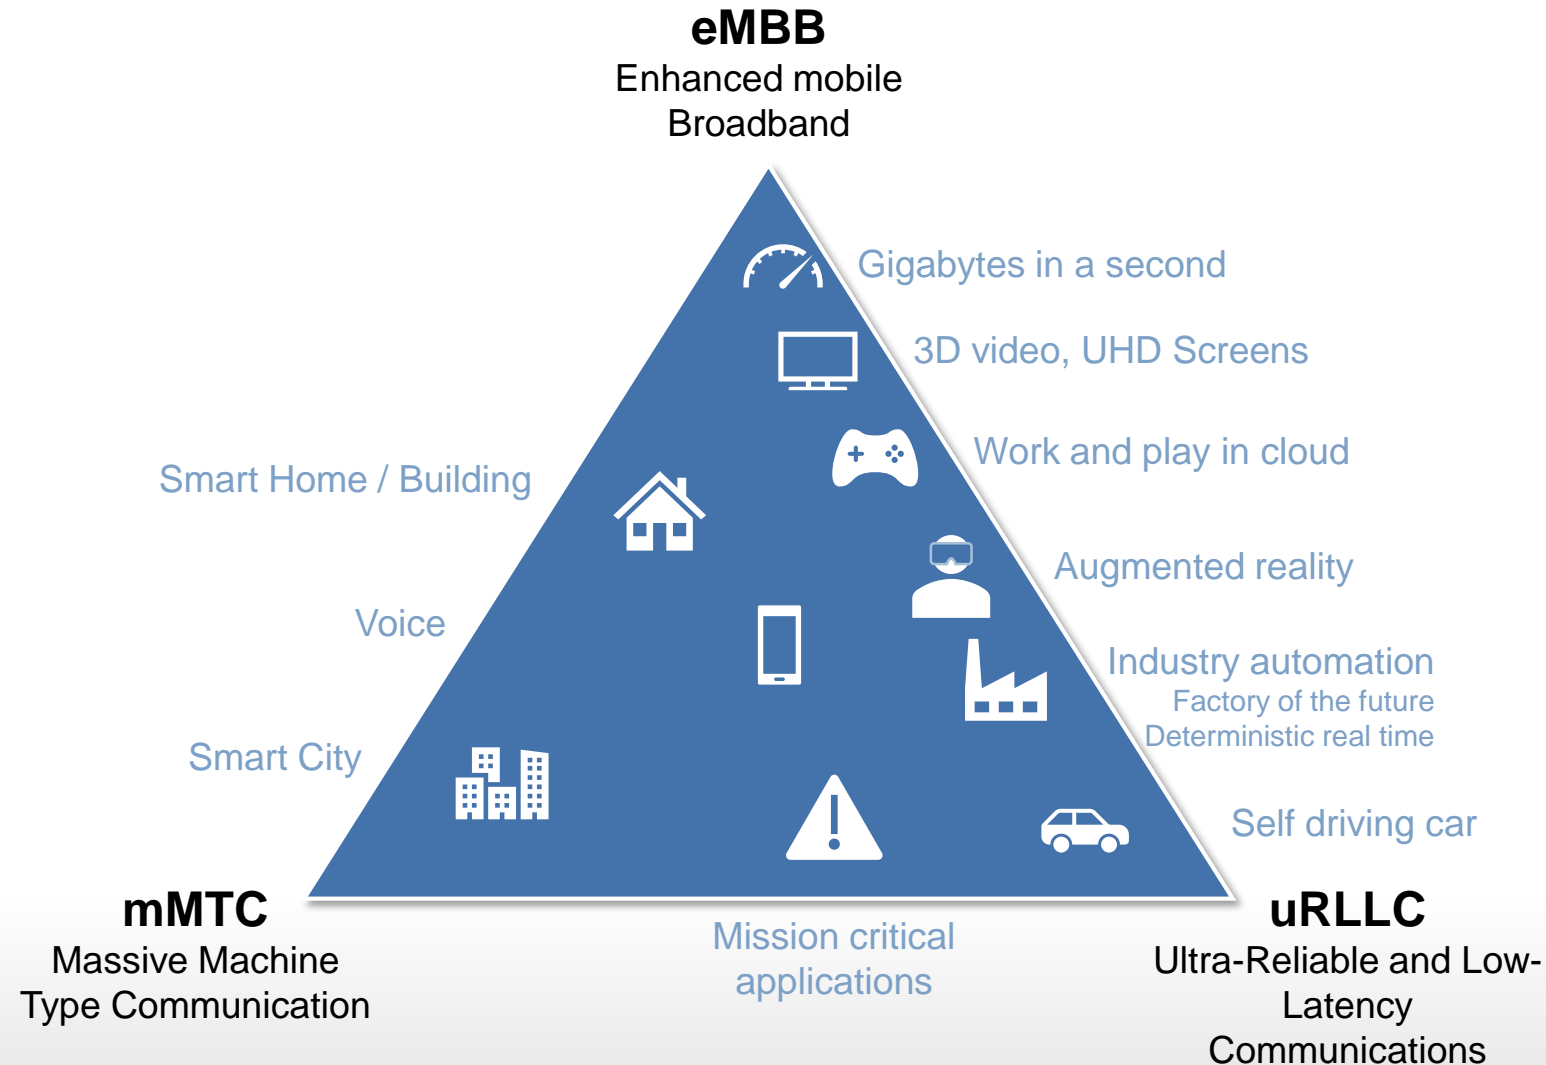 eMBB
Enhanced mobile
Broadband
Gigabytes in a second
3D video, UHD Screens
Work and play in cloud
Smart Home / Building
Augmented reality
Voice
Industry automation
Factory of the future
Deterministic real time
Smart City
Self driving car
mMTC
Massive Machine
Type Communication
Mission critical
applications
uRLLC
Ultra-Reliable and Low-
Latency
Communications